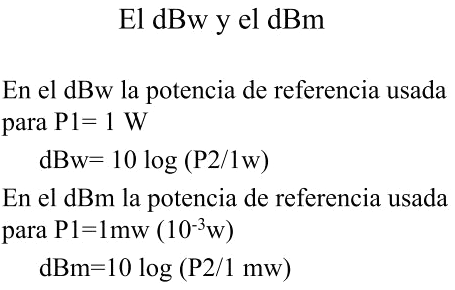 El dBw y el dBm
En el dBw la potencia de referencia usada
para P1= 1 W
dBw= 10 log (P2/1w)
En el dBm la potencia de referencia usada
para P1=1mw (10⁻³w)
dBm=10 log (P2/1 mw)